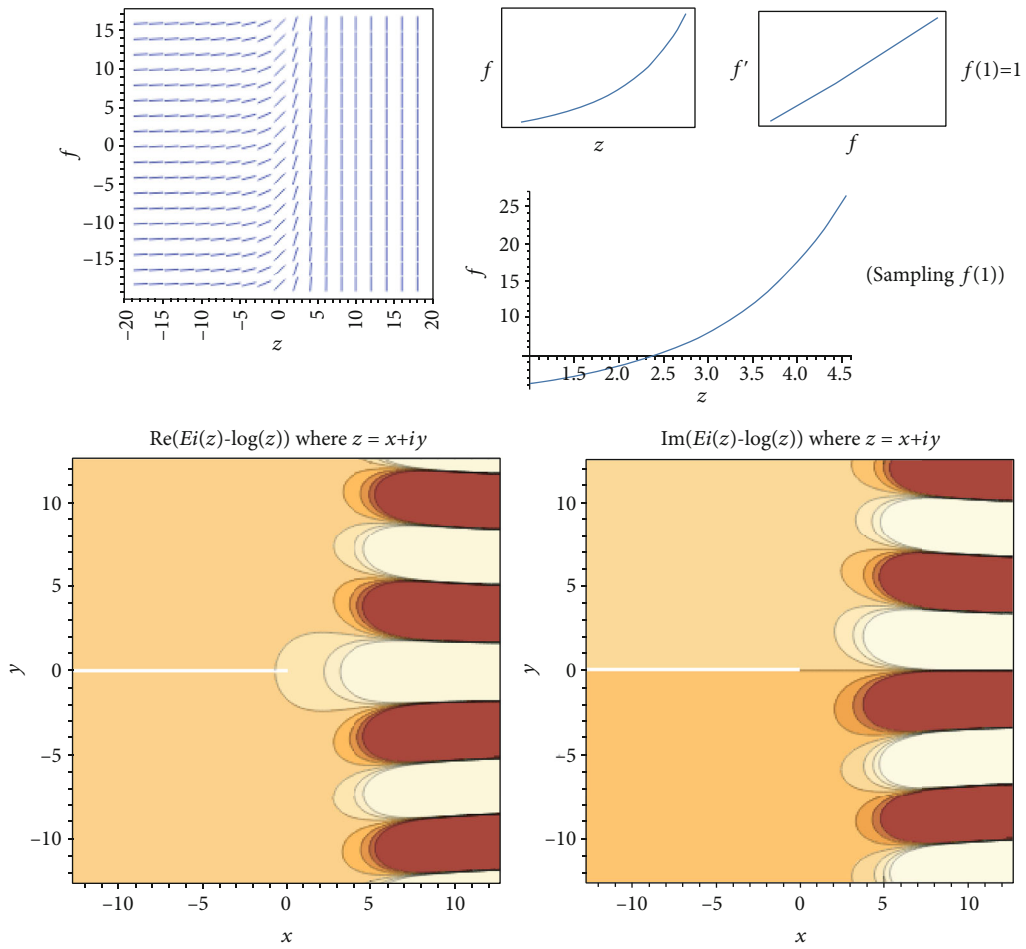 15
10
5
0
−5
−10
−15
f
−20
−15
−10
−5
0
5
10
15
20
z
f
z
f′
f
f(1)=1
25
20
15
10
f
1.5
2.0
2.5
3.0
3.5
4.0
4.5
z
(Sampling f(1))
Re(Ei(z)-log(z)) where z = x+iy
10
5
0
−5
−10
y
−10
−5
0
5
10
x
Im(Ei(z)-log(z)) where z = x+iy
10
5
0
−5
−10
y
−10
−5
0
5
10
x